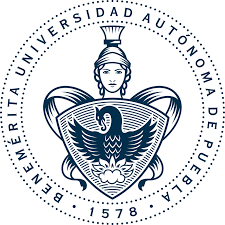 BENEMÉRITA UNIVERSIDAD AUTÓNOMA DE PUEBLA
· 1578 ·